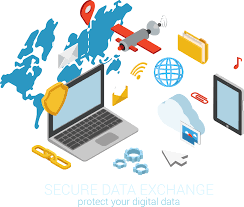 SECURE DATA EXCHANGE
protect your digital data